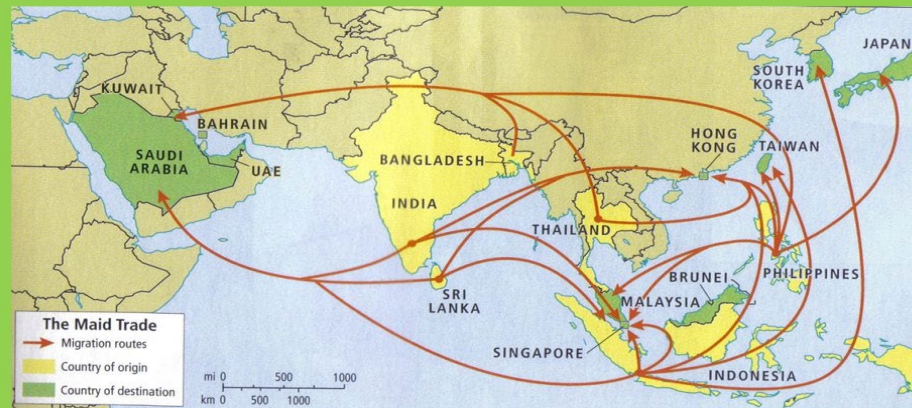 JAPAN
SOUTH
KOREA
KUWAIT
BAHRAIN
HONG
KONG
TAIWAN
SAUDI
ARABIA
UAE
BANGLADESH
INDIA
THAILAND
PHILIPPINES
BRUNEI
SRI
LANKA
MALAYSIA
SINGAPORE
INDONESIA
The Maid Trade
Migration routes
Country of origin
Country of destination
mi 0 500 1000
km 0 500 1000